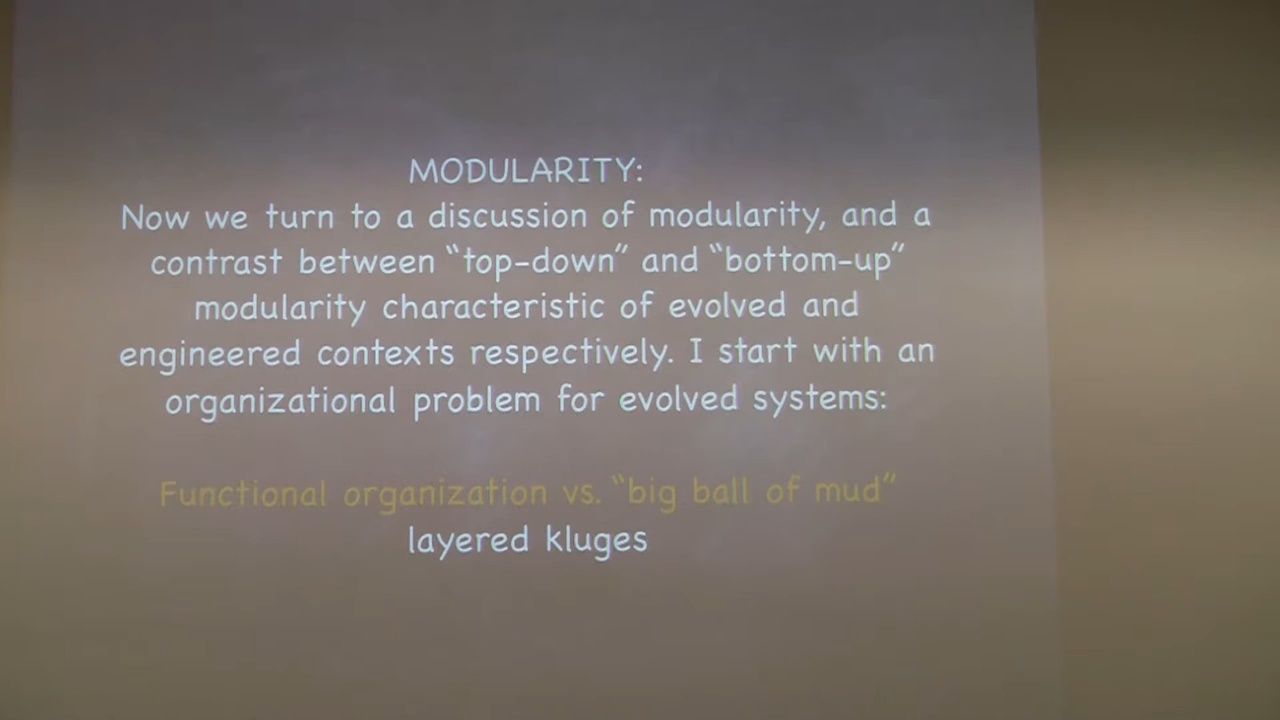 MODULARITY:
Now we turn to a discussion of modularity, and a
contrast between “top-down” and “bottom-up”
modularity characteristic of evolved and
engineered contexts respectively. I start with an
organizational problem for evolved systems:
Functional organization vs. “big ball of mud”
layered kluges